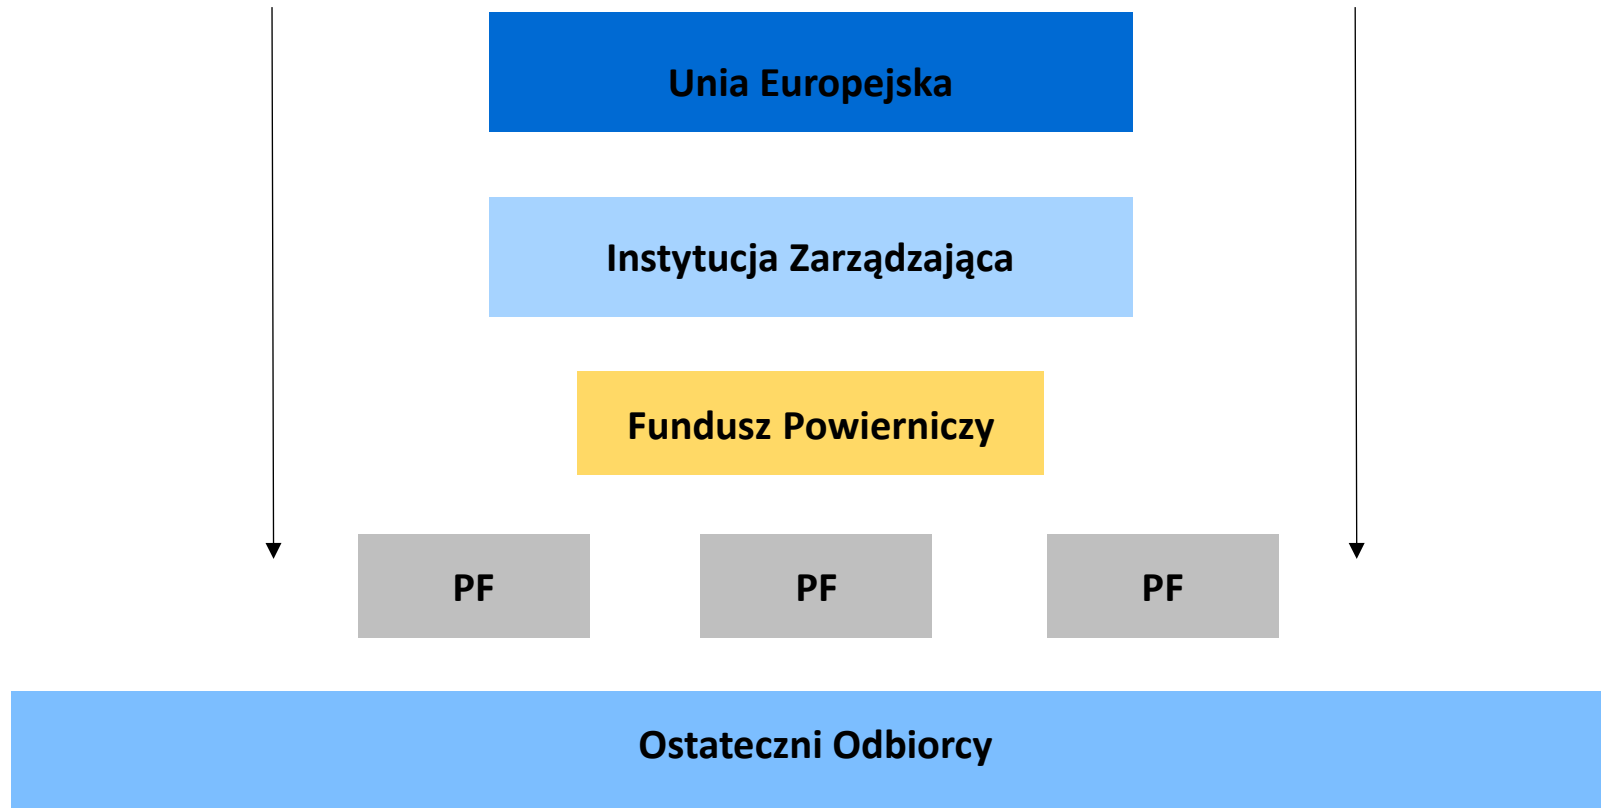 Unia Europejska
Instytucja Zarządzająca
Fundusz Powierniczy
PF
PF
PF
Ostateczni Odbiorcy